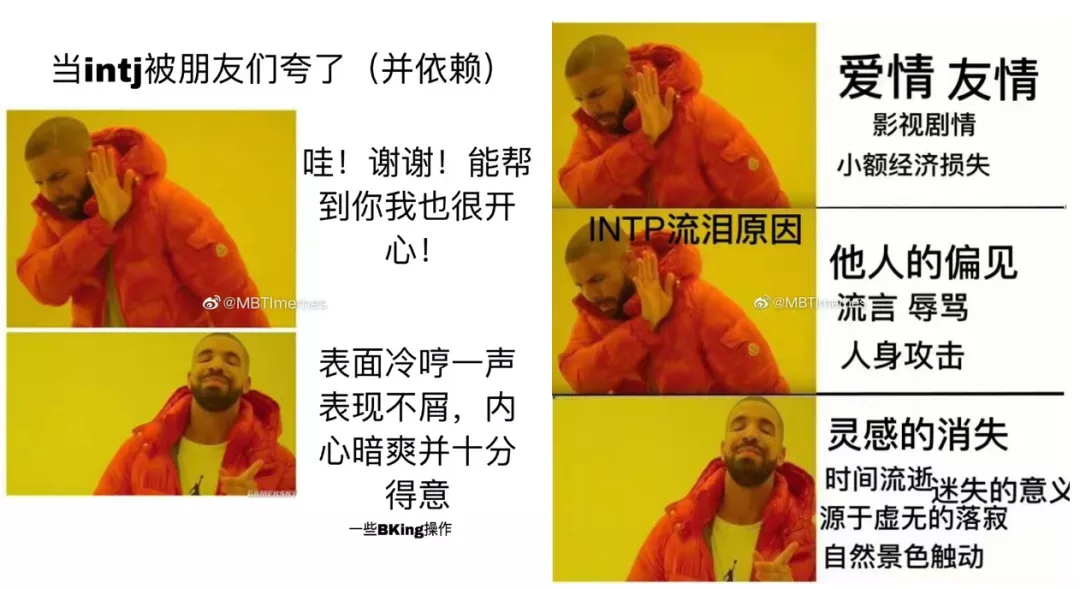 当intj被朋友们夸了（并依赖）
哇！谢谢！能帮
到你我也很开
心！
@MBTImemes
表面冷哼一声
表现不屑，内
心暗爽并十分
得意
GAMERSKY
一些BKing操作
爱情 友情
影视剧情
小额经济损失
INTP流泪原因
他人的偏见
@MBTImemes
流言 辱骂
人身攻击
灵感的消失
时间流逝
迷失的意义
源于虚无的落寂
自然景色触动